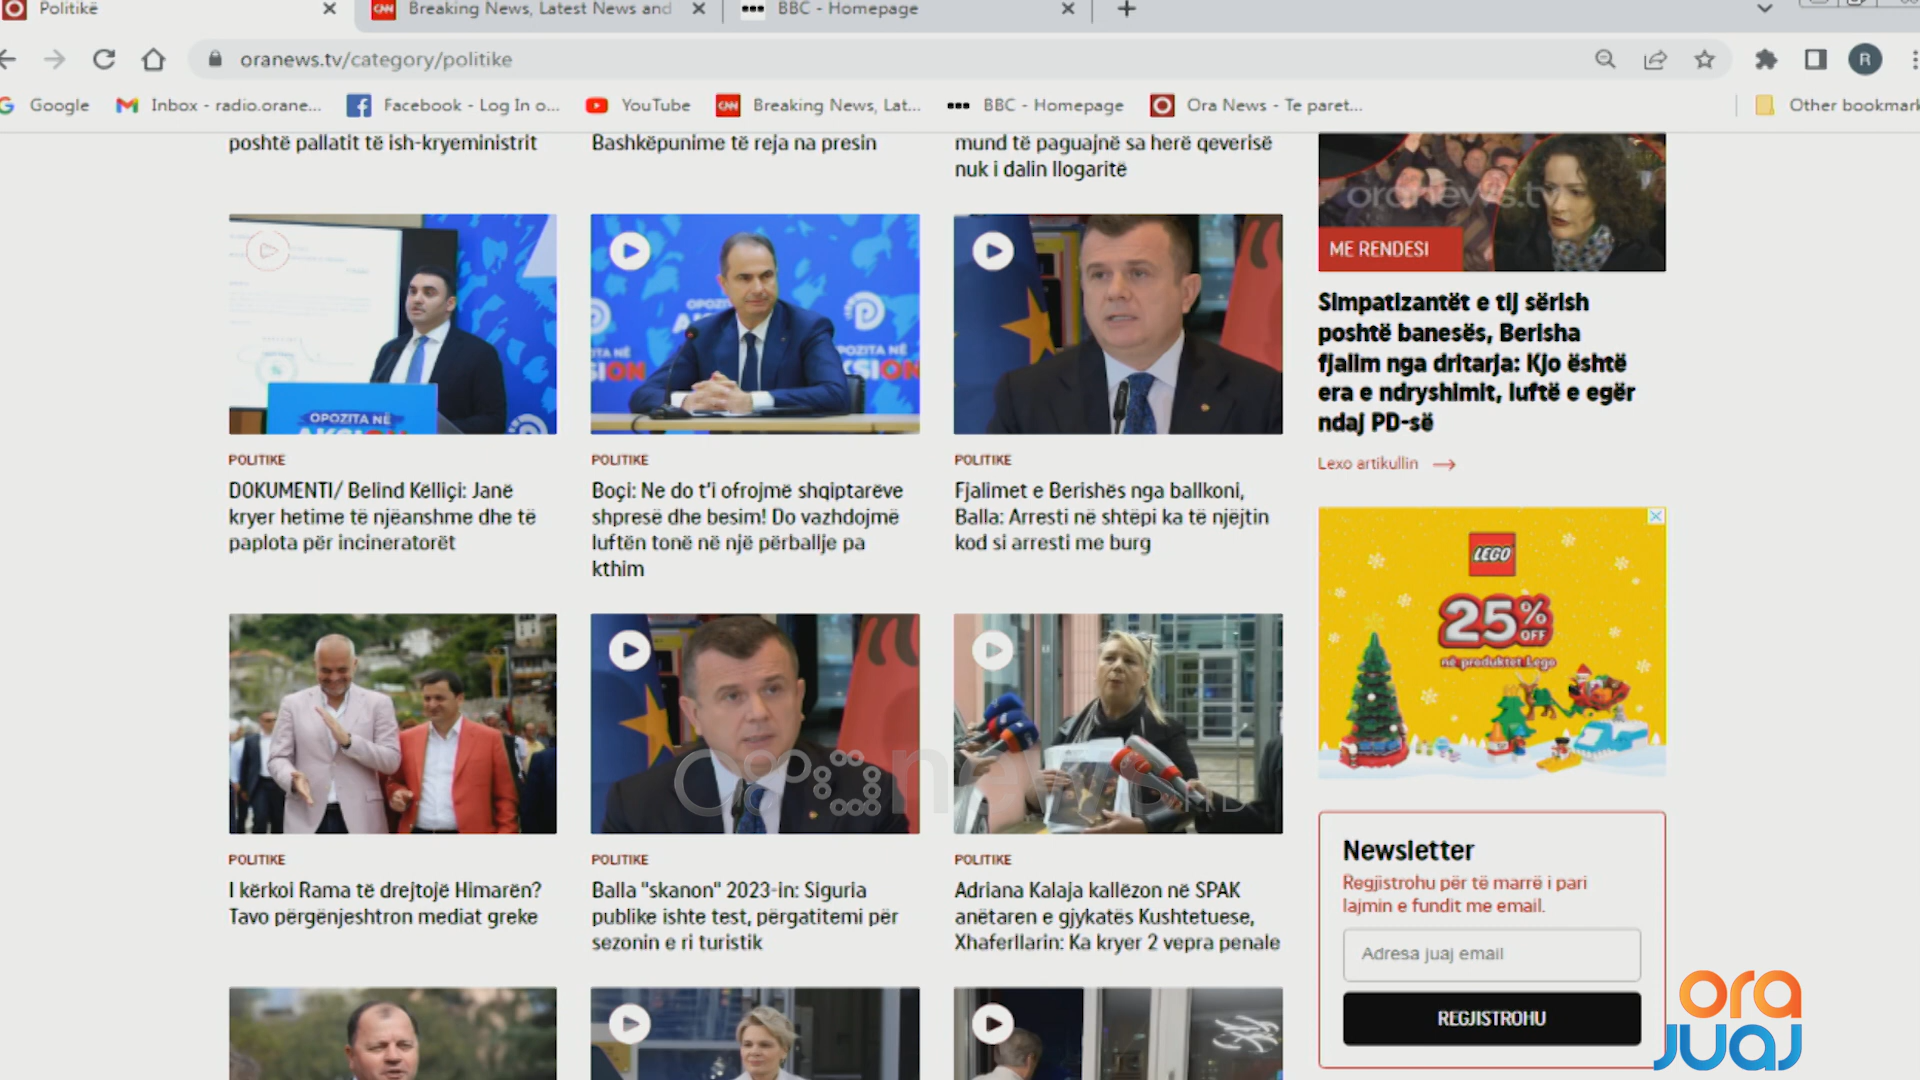 Politikë
Breaking News, Latest News and
BBC - Homepage
oranews.tv/category/politike
R
Google
Inbox - radio.orane...
Facebook - Log In o...
YouTube
CNN
Breaking News, Lat...
BBC - Homepage
Ora News - Te paret...
Other bookmark
poshtë pallatit të ish-kryeministrit
Bashkëpunime të reja na presin
mund të paguajnë sa herë qeverisë
nuk i dalin llogaritë
OPOZITA NË
AKSION
POLITIKE
DOKUMENTI/ Belind Këlliçi: Janë
kryer hetime të njëanshme dhe të
paplota për incineratorët
POLITIKE
Boçi: Ne do t'i ofrojmë shqiptarëve
shpresë dhe besim! Do vazhdojmë
luftën tonë në një përballje pa
kthim
POLITIKE
Fjalimet e Berishës nga ballkoni,
Balla: Arresti në shtëpi ka të njëjtin
kod si arresti me burg
POLITIKE
I kërkoi Rama të drejtojë Himarën?
Tavo përgënjeshtron mediat greke
POLITIKE
Balla "skanon" 2023-in: Siguria
publike ishte test, përgatitemi për
sezonin e ri turistik
POLITIKE
Adriana Kalaja kallëzon në SPAK
anëtaren e gjykatës Kushtetuese,
Xhaferllarin: Ka kryer 2 vepra penale
oranews.tv
ME RENDESI
Simpatizantët e tij sërish
poshtë banesës, Berisha
fjalim nga dritarja: Kjo është
era e ndryshimit, luftë e egër
ndaj PD-së
Lexo artikullin
LEGO
25% OFF
në produktet Lego
Newsletter
Regjistrohu për të marrë i pari
lajmin e fundit me email.
Adresa juaj email
REGJISTROHU
ora news HD
ora
juaj